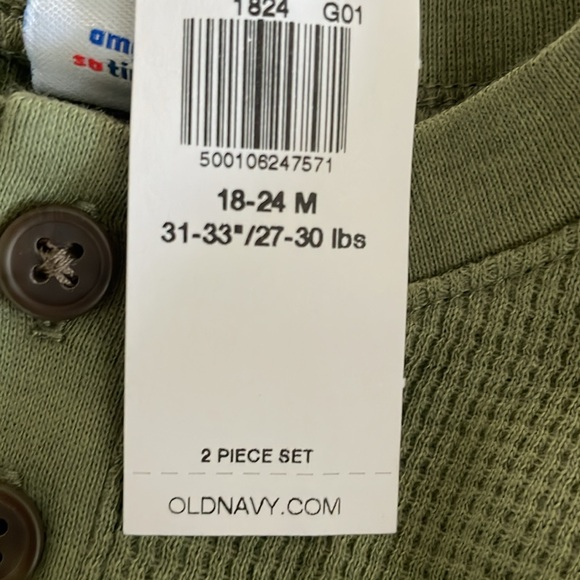 1824 G01
500106247571
18-24 M
31-33"/27-30 lbs
2 PIECE SET
OLDNAVY.COM